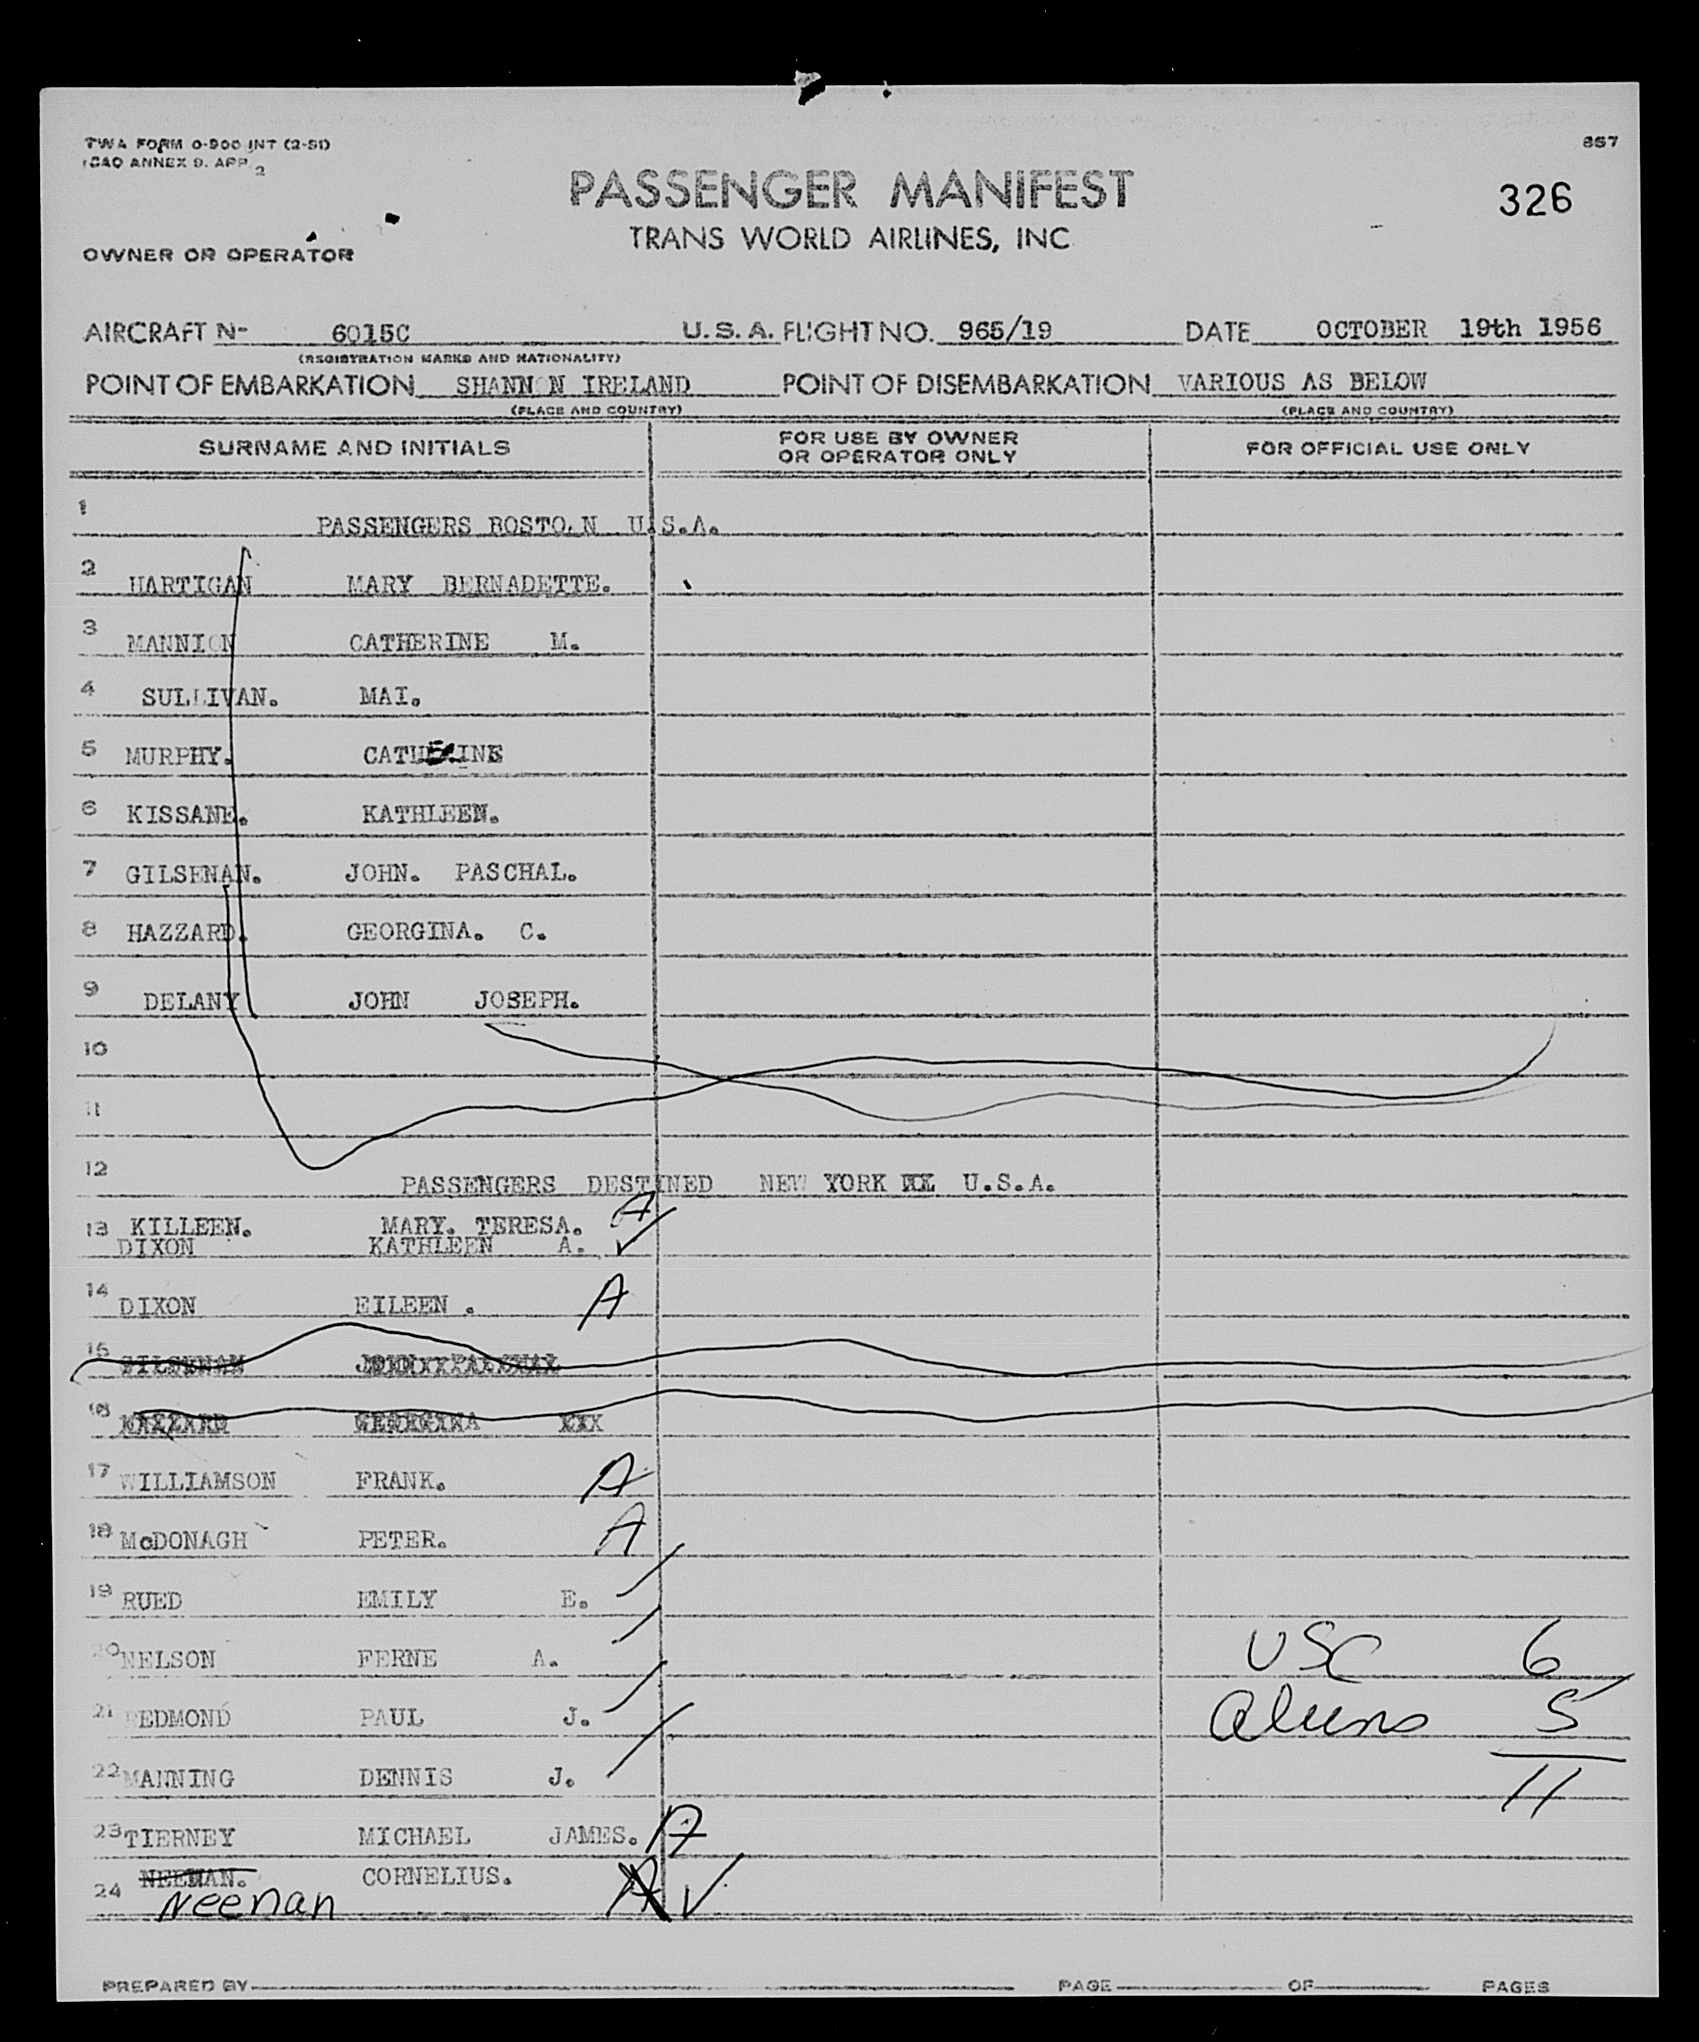 TWA FORM O-900 INT (2-51)
ICAO ANNEX 9. APP. 2
857
PASSENGER MANIFEST
326
TRANS WORLD AIRLINES, INC
OWNER OR OPERATOR
AIRCRAFT N- 6015C U.S.A. FLIGHT NO. 965/19 DATE OCTOBER 19th 1956
(REGISTRATION MARKS AND NATIONALITY)
POINT OF EMBARKATION SHANNON IRELAND POINT OF DISEMBARKATION VARIOUS AS BELOW
(PLACE AND COUNTRY) (PLACE AND COUNTRY)
SURNAME AND INITIALS FOR USE BY OWNER OR OPERATOR ONLY FOR OFFICIAL USE ONLY
1 PASSENGERS BOSTO.N U.S.A.
2 HARTIGAN MARY BERNADETTE.
3 MANNION CATHERINE M.
4 SULLIVAN. MAI.
5 MURPHY. CATHERINE
6 KISSANE. KATHLEEN.
7 GILSENAN. JOHN. PASCHAL.
8 HAZZARD. GEORGINA. C.
9 DELANY JOHN JOSEPH.
10
11
12 PASSENGERS DESTINED NEW YORK U.S.A.
13 KILLEEN. MARY. TERESA. A
DIXON KATHLEEN A. ✓
14 DIXON EILEEN . A
15 GILSENAN
16 HAZZARD GEORGINA
17 WILLIAMSON FRANK. A
18 McDONAGH PETER. A
19 RUED EMILY E.
20 NELSON FERNE A.
USC 6
21 REDMOND PAUL J.
Aliens 5
22 MANNING DENNIS J.
11
23 TIERNEY MICHAEL JAMES. A
NEEHAN. CORNELIUS. A ✓
24 Neenan
PREPARED BY PAGE OF PAGES